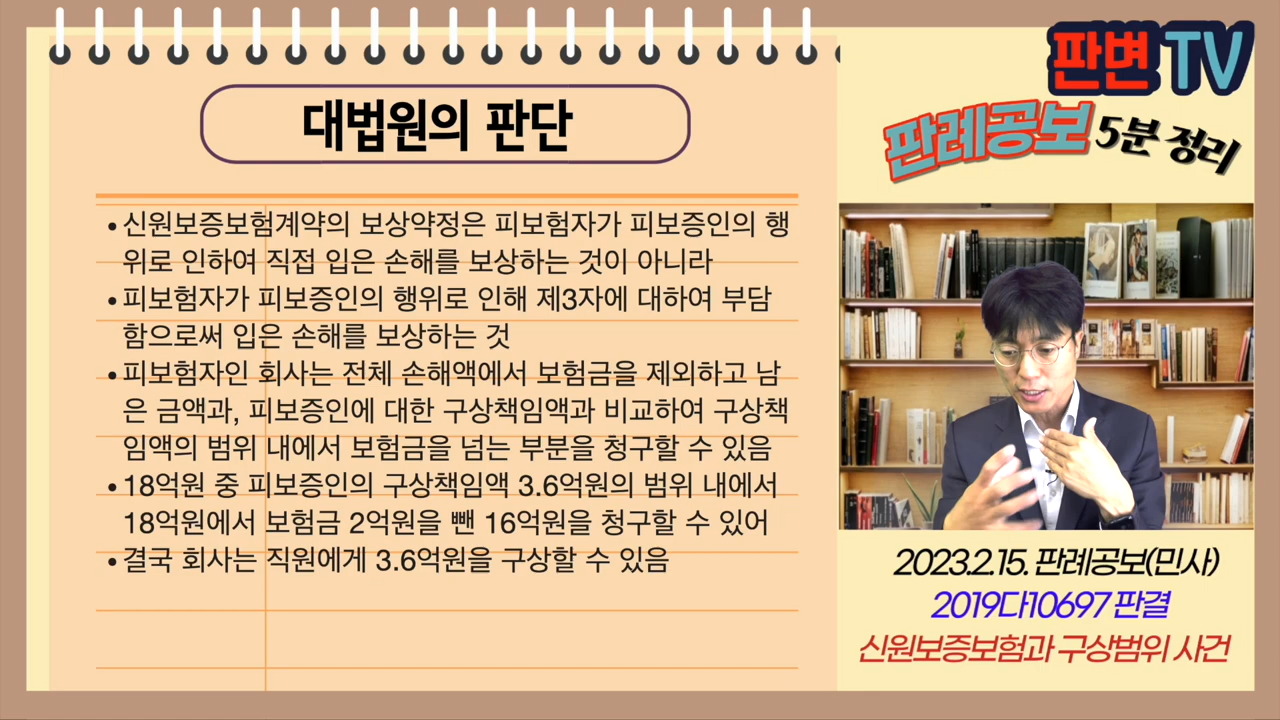 대법원의 판단
• 신원보증보험계약의 보상약정은 피보험자가 피보증인의 행
위로 인하여 직접 입은 손해를 보상하는 것이 아니라
• 피보험자가 피보증인의 행위로 인해 제3자에 대하여 부담
함으로써 입은 손해를 보상하는 것
• 피보험자인 회사는 전체 손해액에서 보험금을 제외하고 남
은 금액과, 피보증인에 대한 구상책임액과 비교하여 구상책
임액의 범위 내에서 보험금을 넘는 부분을 청구할 수 있음
• 18억원 중 피보증인의 구상책임액 3.6억원의 범위 내에서
18억원에서 보험금 2억원을 뺀 16억원을 청구할 수 있어
• 결국 회사는 직원에게 3.6억원을 구상할 수 있음
판변 TV
판례공보 5분 정리
2023.2.15. 판례공보(민사)
2019다10697 판결
신원보증보험과 구상범위 사건